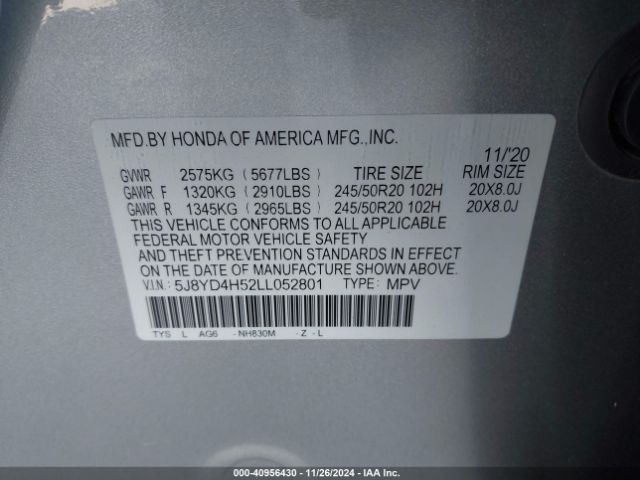 MFD.BY HONDA OF AMERICA MFG.,INC.
11/'20
GVWR 2575KG (5677LBS) TIRE SIZE RIM SIZE
GAWR F 1320KG (2910LBS) 245/50R20 102H 20X8.0J
GAWR R 1345KG (2965LBS) 245/50R20 102H 20X8.0J
THIS VEHICLE CONFORMS TO ALL APPLICABLE
FEDERAL MOTOR VEHICLE SAFETY
AND THEFT PREVENTION STANDARDS IN EFFECT
ON THE DATE OF MANUFACTURE SHOWN ABOVE.
V.I.N.: 5J8YD4H52LL052801 TYPE: MPV
TYS L AG6 -NH830M -Z -L
000-40956430 - 11/26/2024 - IAAI.COM